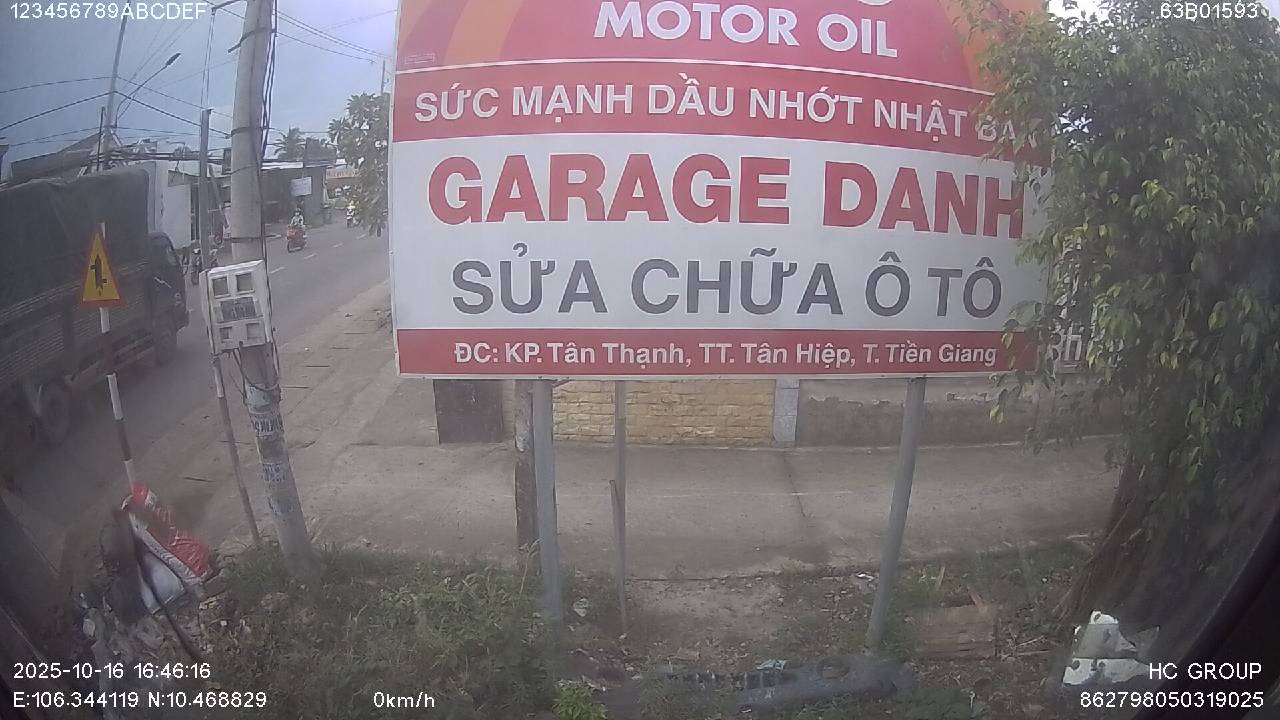 123456789ABCDEF
63B01593
MOTOR OIL
SỨC MẠNH DẦU NHỚT NHẬT
GARAGE DANH
SỬA CHỮA Ô TÔ
ĐC: KP. Tân Thạnh, TT. Tân Hiệp, T. Tiền Giang
2025-10-16 16:46:16
HC GROUP
E:106.344119 N:10.468829
0km/h
862798050319025